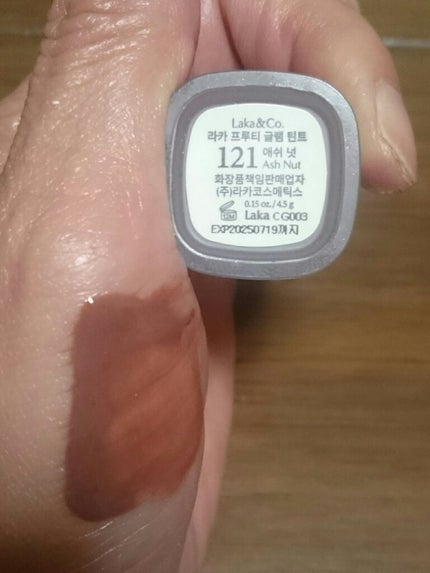 Laka&Co.
라카 프루티 글램 틴트
121 애쉬 넛
Ash Nut
화장품책임판매업자
(주)라카코스메틱스
0.15 oz./4.5 g
12M Laka CG003
EXP20250719까지